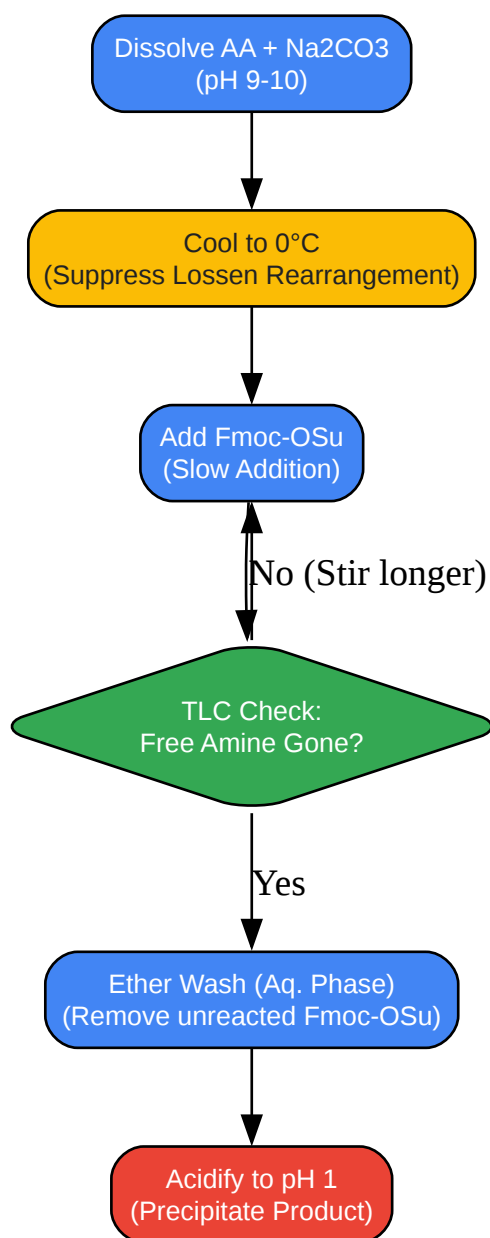 Dissolve AA + Na2CO3
(pH 9-10)
Cool to 0°C
(Suppress Lossen Rearrangement)
Add Fmoc-OSu
(Slow Addition)
No (Stir longer)
TLC Check:
Free Amine Gone?
Yes
Ether Wash (Aq. Phase)
(Remove unreacted Fmoc-OSu)
Acidify to pH 1
(Precipitate Product)